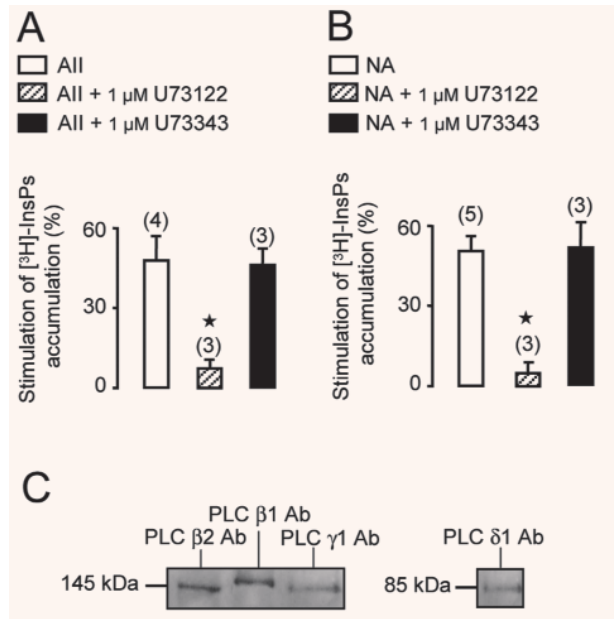 A
AII
AII + 1 µM U73122
AII + 1 µM U73343
Stimulation of [³H]-InsPs
accumulation (%)
60
30
0
(4)
★
(3)
(3)
B
NA
NA + 1 µM U73122
NA + 1 µM U73343
Stimulation of [³H]-InsPs
accumulation (%)
60
30
0
(5)
★
(3)
(3)
C
PLC β1 Ab
PLC β2 Ab
PLC γ1 Ab
145 kDa
PLC δ1 Ab
85 kDa